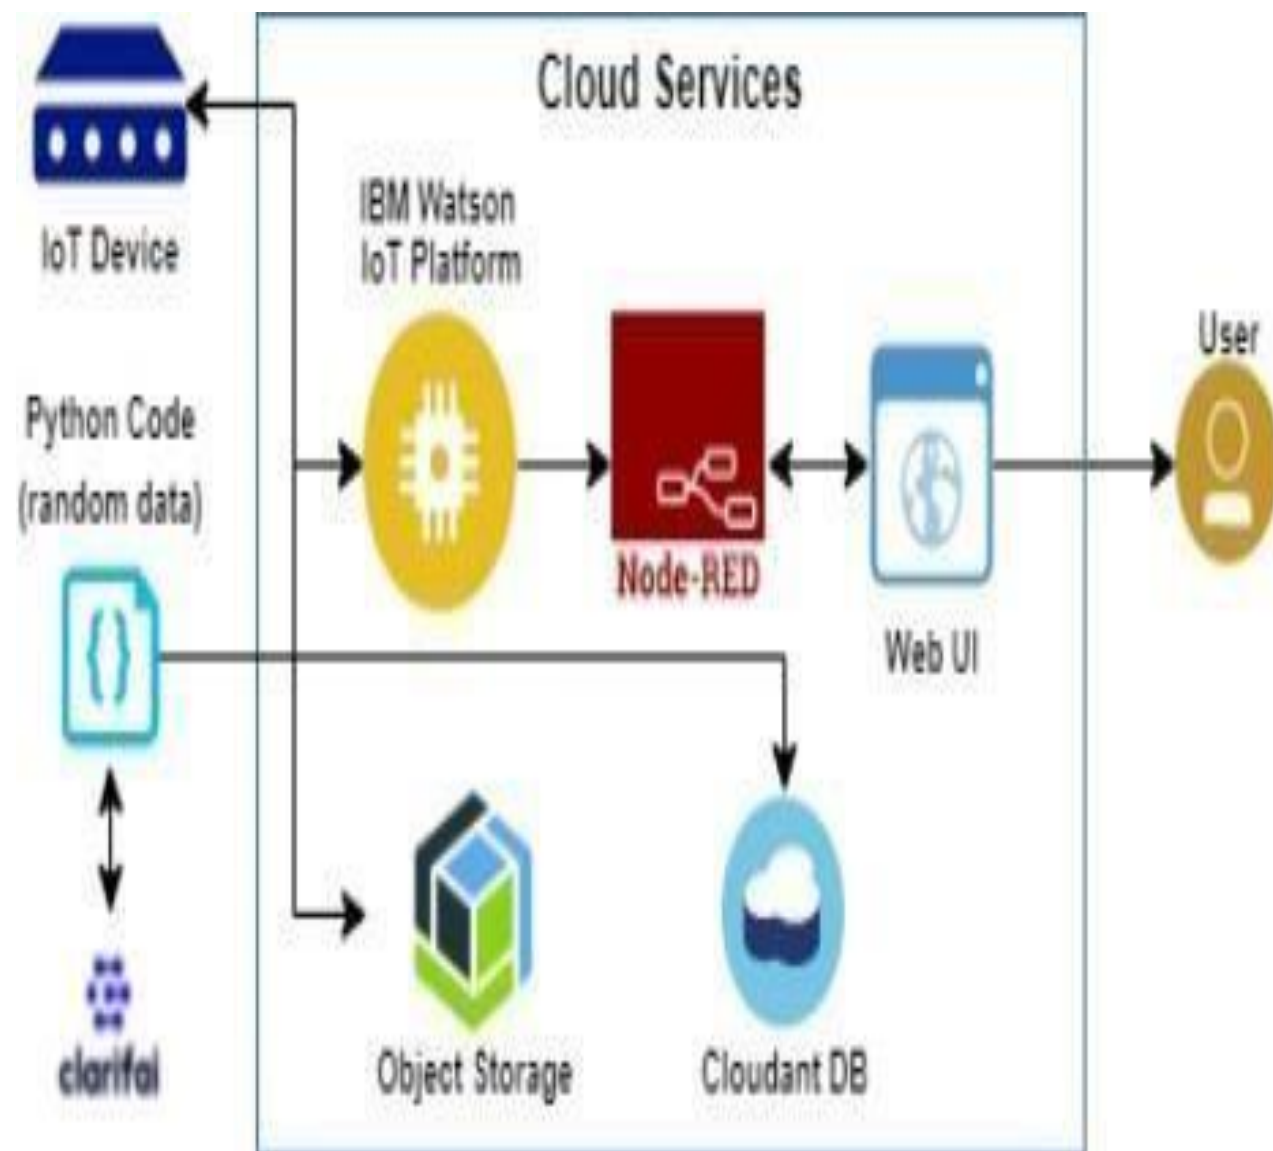 Cloud Services
IoT Device
IBM Watson
IoT Platform
User
Python Code
(random data)
Node-RED
Web UI
Object Storage
Cloudant DB
clarifai